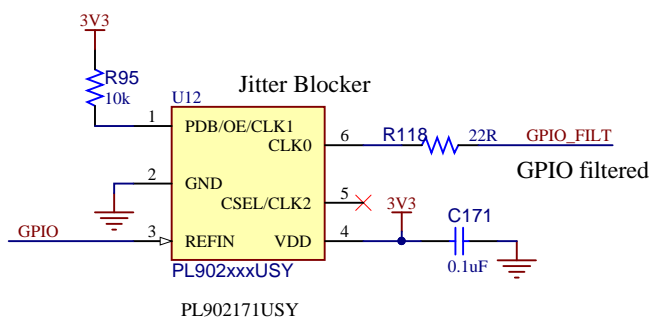 3V3
R95
10k
Jitter Blocker
U12
1
PDB/OE/CLK1
CLK0
6
R118
22R
GPIO_FILT
GPIO filtered
2
GND
CSEL/CLK2
5
3V3
GPIO
3
REFIN
VDD
4
C171
0.1uF
PL902xxxUSY
PL902171USY